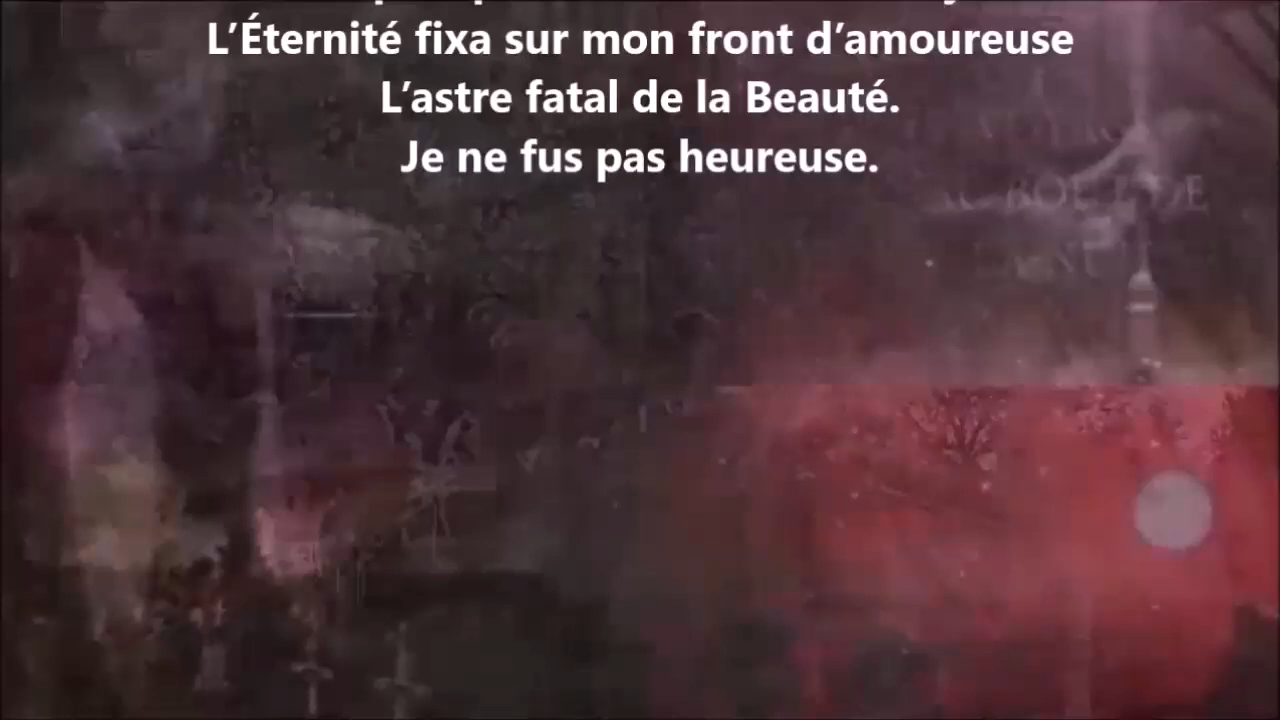 L’Éternité fixa sur mon front d’amoureuse
L’astre fatal de la Beauté.
Je ne fus pas heureuse.